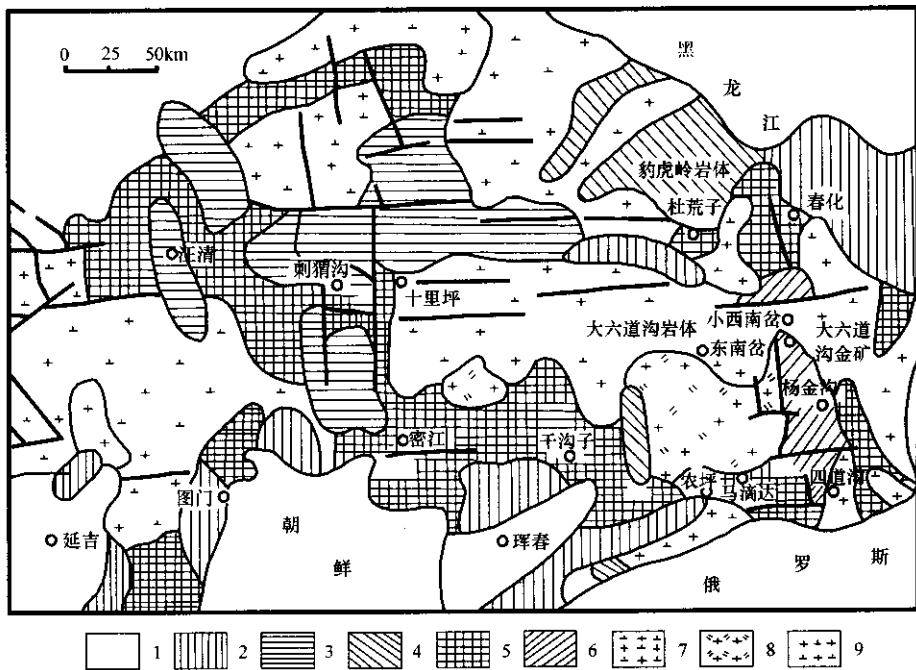 0 25 50km
黑
龙
江
豹虎岭岩体
杜荒子
春化
汪清
刺猬沟
十里坪
大六道沟岩体
小西南岔
大六道
沟金矿
东南岔
杨金沟
密江
干沟子
农坪
马滴达
四道沟
图门
朝
鲜
延吉
珲春
俄
罗
斯
1 2 3 4 5 6 7 8 9